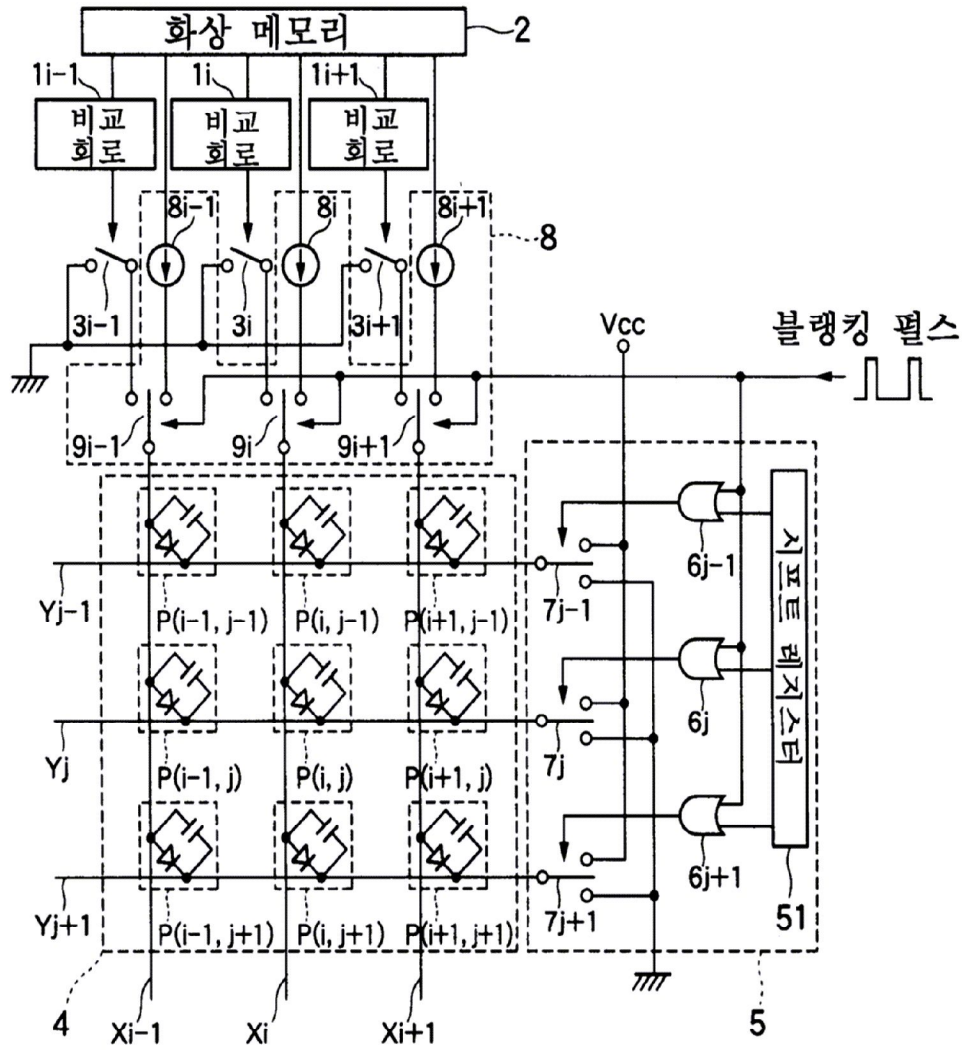 화상 메모리
2
1i-1
1i
1i+1
비교
회로
비교
회로
비교
회로
8i-1
8i
8i+1
8
3i-1
3i
3i+1
Vcc
블랭킹 펄스
9i-1
9i
9i+1
6j-1
Yj-1
P(i-1, j-1)
P(i, j-1)
P(i+1, j-1)
7j-1
시프트 레지스터
6j
Yj
P(i-1, j)
P(i, j)
P(i+1, j)
7j
6j+1
Yj+1
P(i-1, j+1)
P(i, j+1)
P(i+1, j+1)
7j+1
51
4
Xi-1
Xi
Xi+1
5